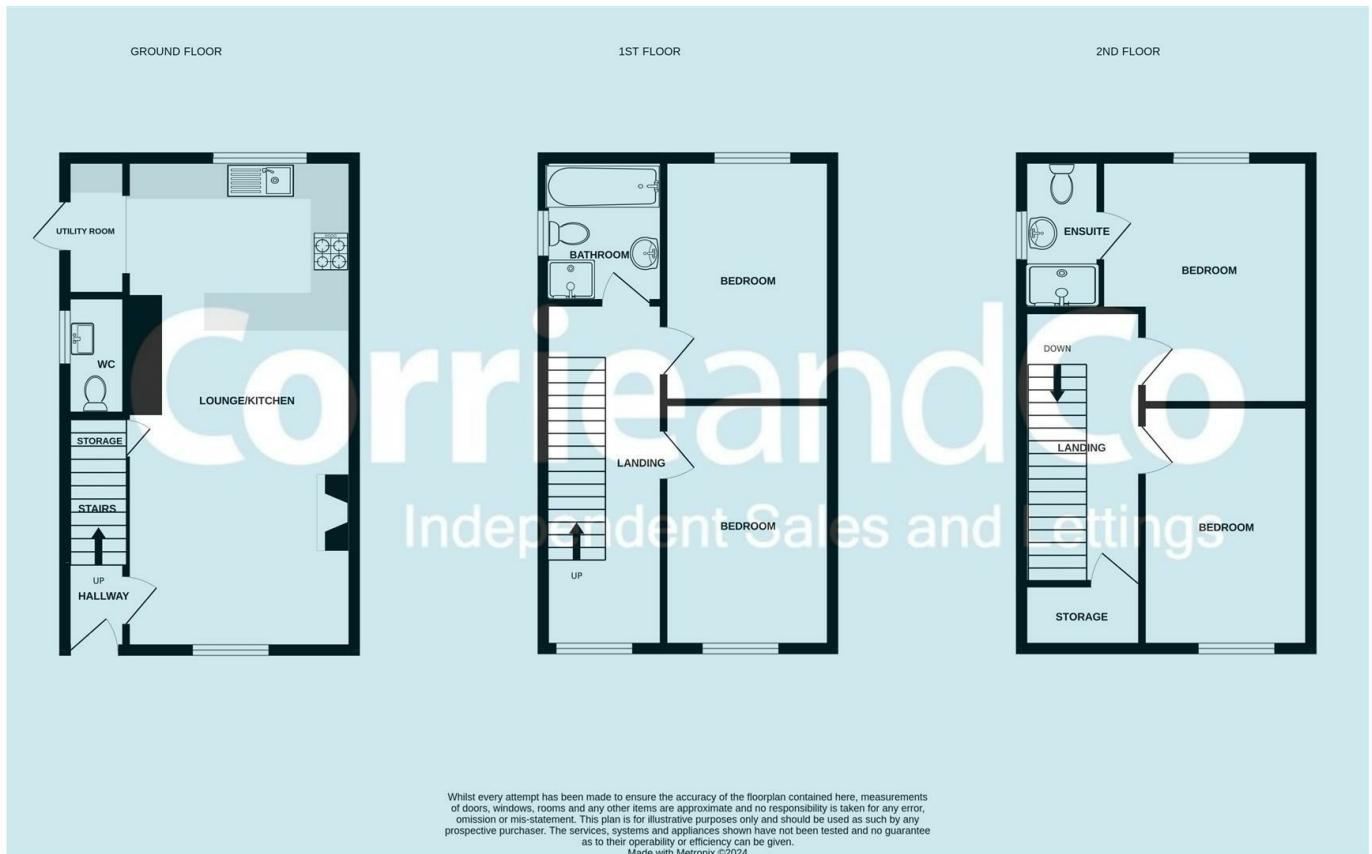 GROUND FLOOR
1ST FLOOR
2ND FLOOR
UTILITY ROOM
WC
LOUNGE/KITCHEN
STORAGE
STAIRS
UP
HALLWAY
BATHROOM
BEDROOM
LANDING
BEDROOM
UP
ENSUITE
BEDROOM
DOWN
LANDING
BEDROOM
STORAGE
CorrieandCo
Independent Sales and Lettings
Whilst every attempt has been made to ensure the accuracy of the floorplan contained here, measurements
of doors, windows, rooms and any other items are approximate and no responsibility is taken for any error,
omission or mis-statement. This plan is for illustrative purposes only and should be used as such by any
prospective purchaser. The services, systems and appliances shown have not been tested and no guarantee
as to their operability or efficiency can be given.
Made with Metropix ©2024